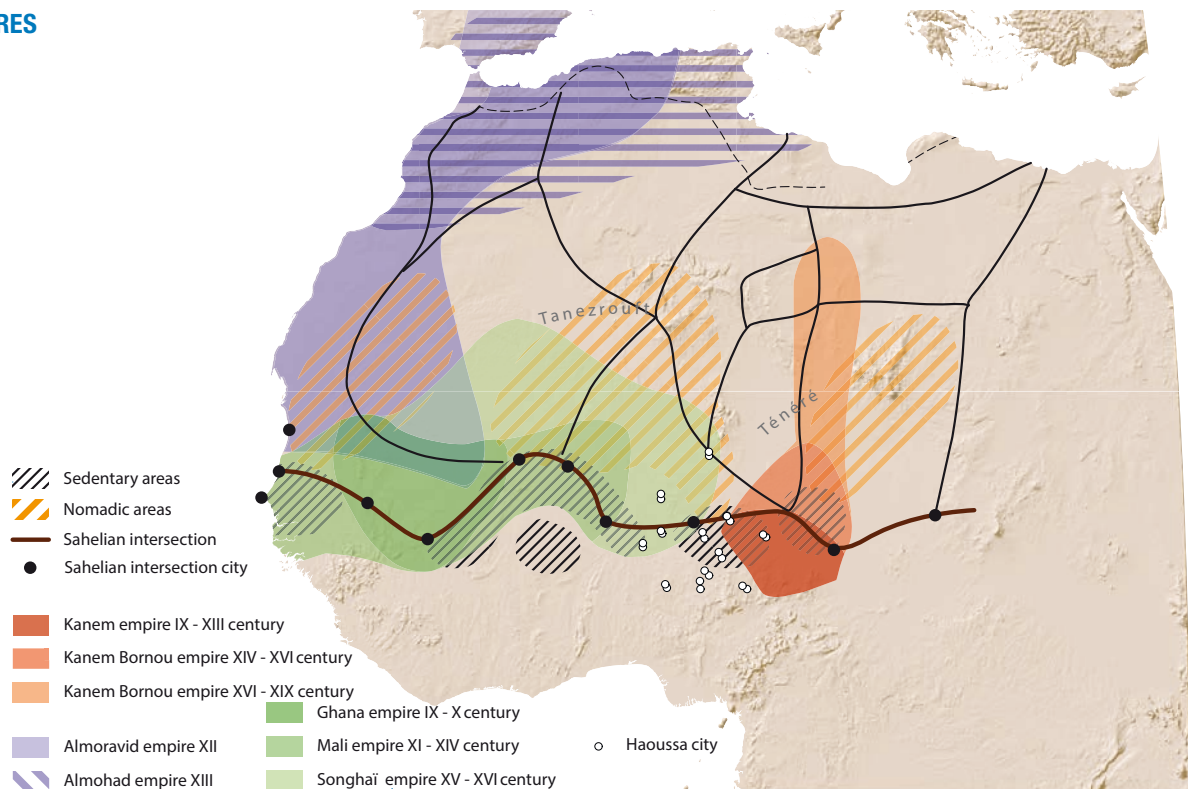 RES
Tanezrouft
Ténéré
Sedentary areas
Nomadic areas
Sahelian intersection
Sahelian intersection city
Kanem empire IX - XIII century
Kanem Bornou empire XIV - XVI century
Kanem Bornou empire XVI - XIX century
Almoravid empire XII
Almohad empire XIII
Ghana empire IX - X century
Mali empire XI - XIV century
Songhaï empire XV - XVI century
Haoussa city